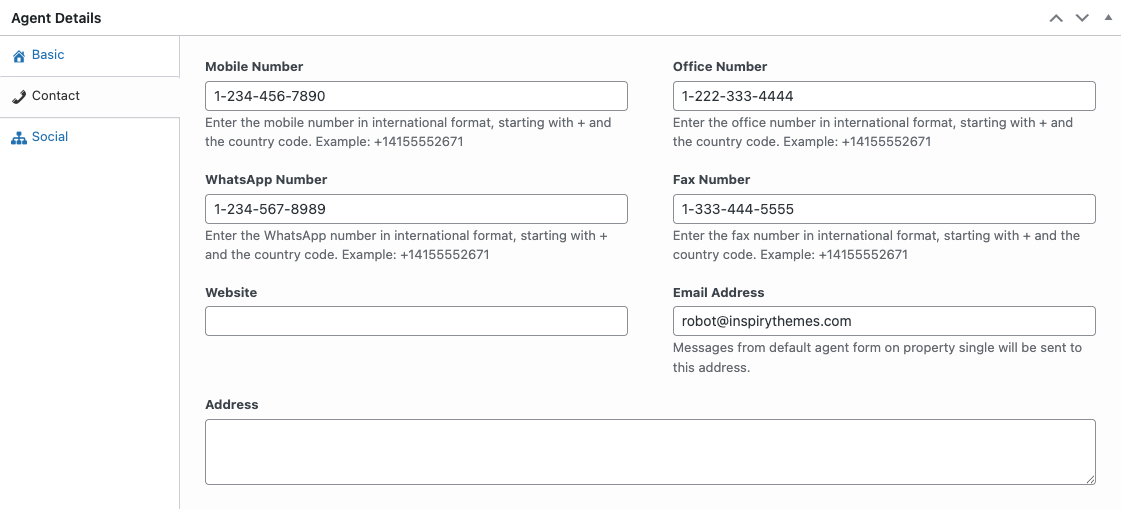 Agent Details
Basic
Contact
Social
Mobile Number
1-234-456-7890
Enter the mobile number in international format, starting with + and
the country code. Example: +14155552671
Office Number
1-222-333-4444
Enter the office number in international format, starting with + and
the country code. Example: +14155552671
WhatsApp Number
1-234-567-8989
Enter the WhatsApp number in international format, starting with +
and the country code. Example: +14155552671
Fax Number
1-333-444-5555
Enter the fax number in international format, starting with + and the
country code. Example: +14155552671
Website
Email Address
robot@inspirythemes.com
Messages from default agent form on property single will be sent to
this address.
Address